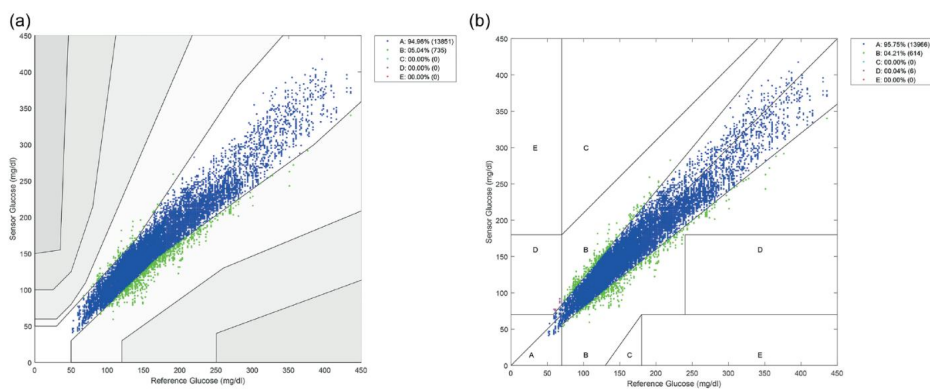 (a)
450
400
350
300
250
200
150
100
50
0
Sensor Glucose (mg/dl)
0 50 100 150 200 250 300 350 400 450
Reference Glucose (mg/dl)
A: 94.96% (13851)
B: 05.04% (735)
C: 00.00% (0)
D: 00.00% (0)
E: 00.00% (0)
(b)
450
400
350
300
250
200
150
100
50
0
Sensor Glucose (mg/dl)
E C
D B D
A B C E
0 50 100 150 200 250 300 350 400 450
Reference Glucose (mg/dl)
A: 95.75% (13966)
B: 04.21% (614)
C: 00.00% (0)
D: 00.04% (6)
E: 00.00% (0)